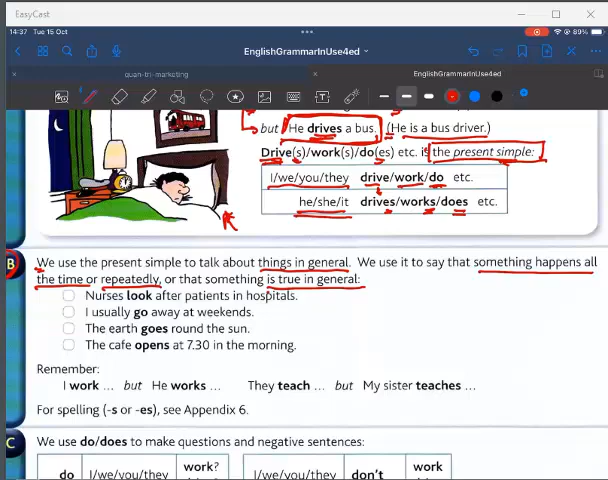 EasyCast
14:37 Tue 15 Oct
89%
EnglishGrammarInUse4ed
quan-tri-marketing
EnglishGrammarInUse4ed
but He drives a bus. (He is a bus driver.)
Drive(s)/work(s)/do(es) etc. is the present simple:
I/we/you/they drive/work/do etc.
he/she/it drives/works/does etc.
B
We use the present simple to talk about things in general. We use it to say that something happens all
the time or repeatedly, or that something is true in general:
Nurses look after patients in hospitals.
I usually go away at weekends.
The earth goes round the sun.
The cafe opens at 7.30 in the morning.
Remember:
I work ... but He works ... They teach ... but My sister teaches ...
For spelling (-s or -es), see Appendix 6.
C
We use do/does to make questions and negative sentences:
do I/we/you/they work? I/we/you/they don't work